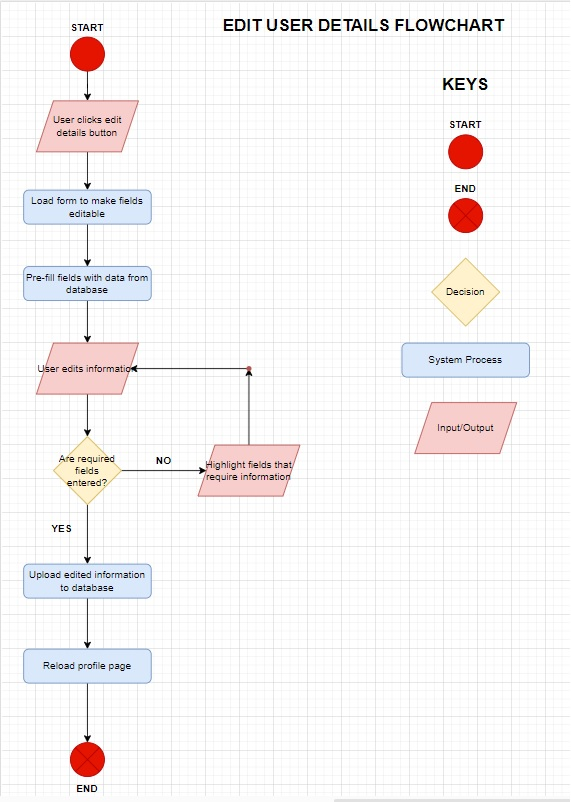 EDIT USER DETAILS FLOWCHART
START
User clicks edit
details button
Load form to make fields
editable
Pre-fill fields with data from
database
User edits information
Are required
fields
entered?
NO
Highlight fields that
require information
YES
Upload edited information
to database
Reload profile page
END
KEYS
START
END
Decision
System Process
Input/Output